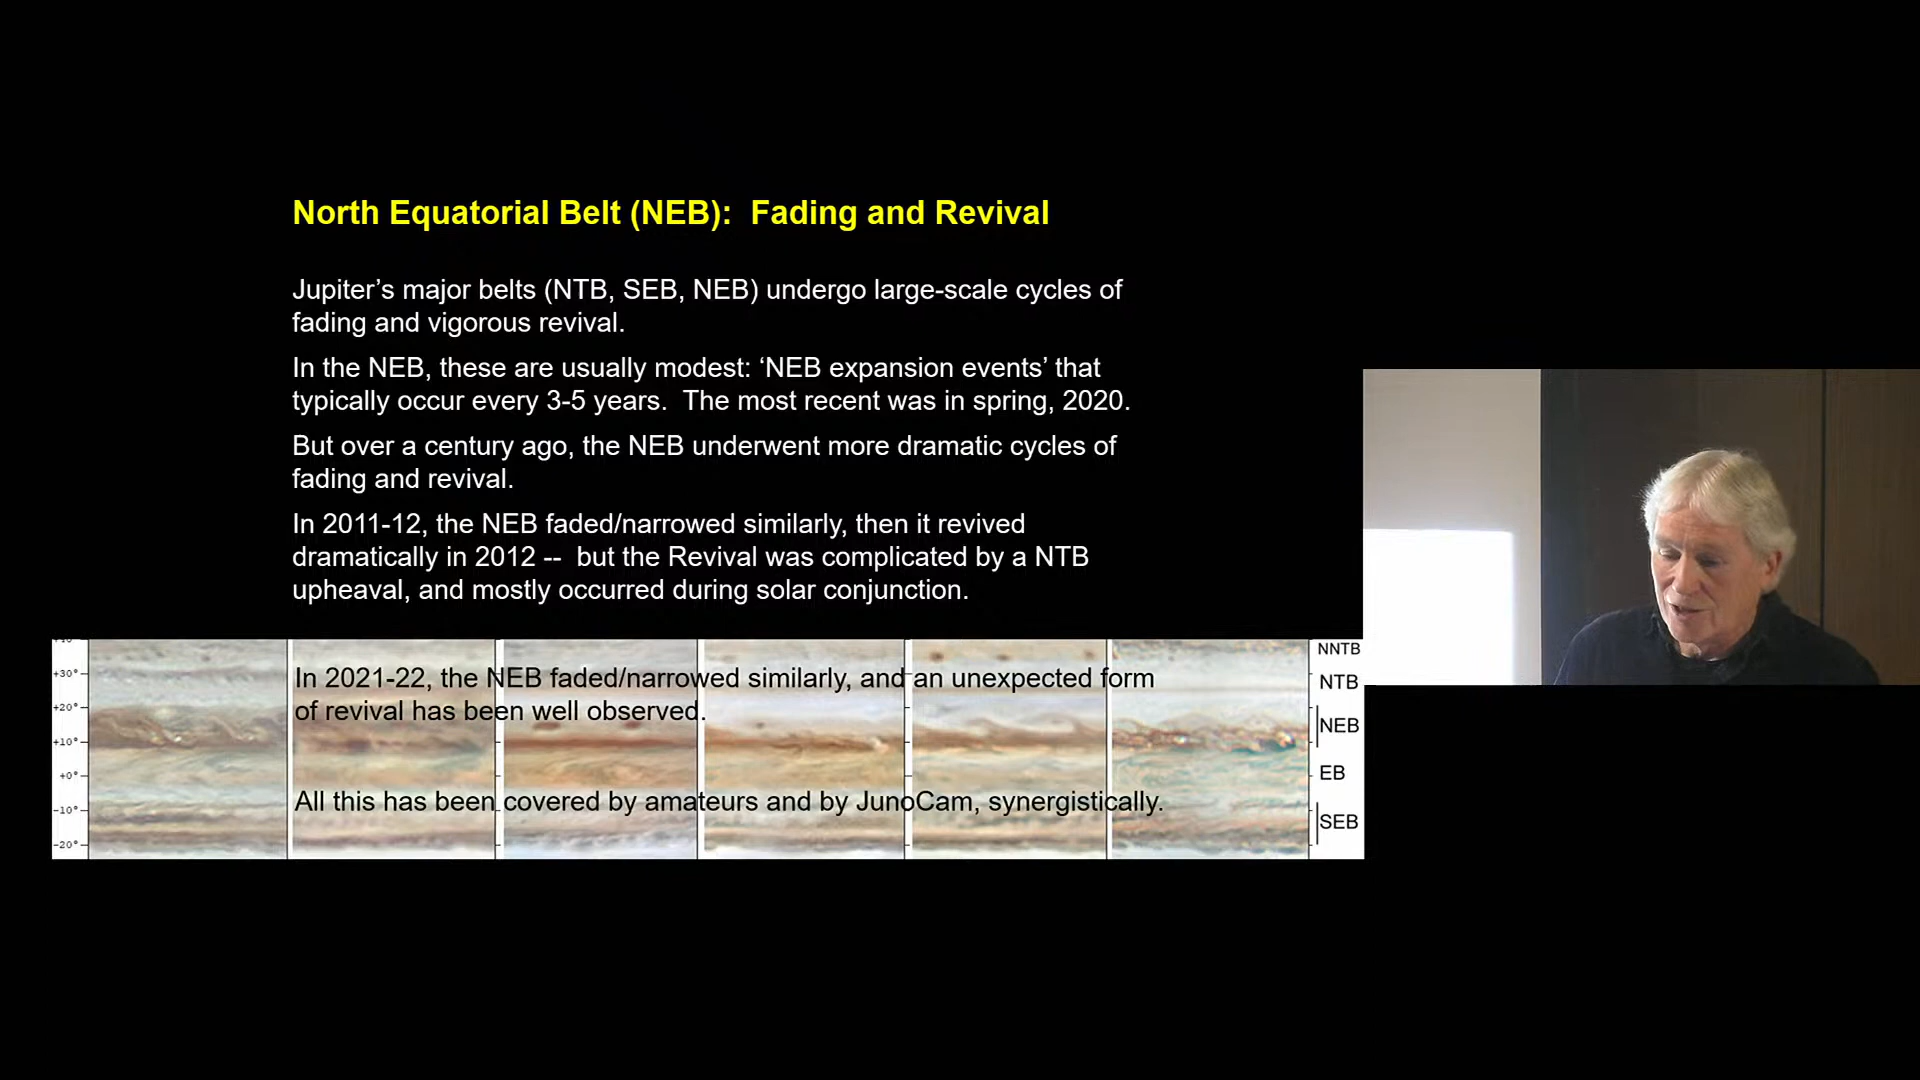 North Equatorial Belt (NEB):  Fading and Revival
Jupiter’s major belts (NTB, SEB, NEB) undergo large-scale cycles of
fading and vigorous revival.
In the NEB, these are usually modest: ‘NEB expansion events’ that
typically occur every 3-5 years.  The most recent was in spring, 2020.
But over a century ago, the NEB underwent more dramatic cycles of
fading and revival.
In 2011-12, the NEB faded/narrowed similarly, then it revived
dramatically in 2012 --  but the Revival was complicated by a NTB
upheaval, and mostly occurred during solar conjunction.
In 2021-22, the NEB faded/narrowed similarly, and an unexpected form
of revival has been well observed.
All this has been covered by amateurs and by JunoCam, synergistically.
+30°
+20°
+10°
+0°
-10°
-20°
NNTB
NTB
NEB
EB
SEB